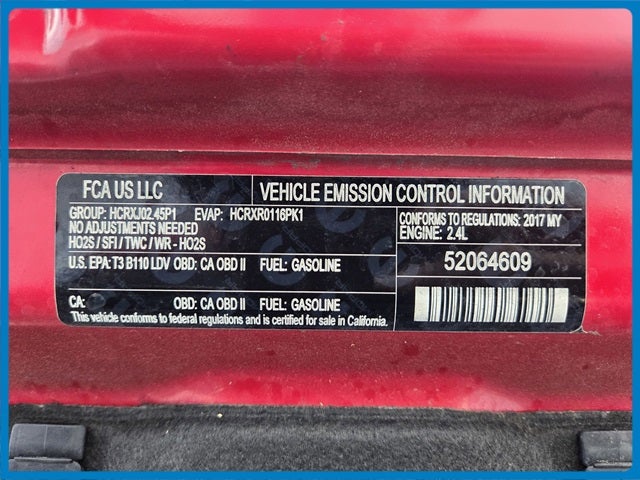 FCA US LLC
VEHICLE EMISSION CONTROL INFORMATION
GROUP: HCRXJ02.45P1 EVAP: HCRXR0116PK1
NO ADJUSTMENTS NEEDED
HO2S / SFI / TWC / WR - HO2S
CONFORMS TO REGULATIONS: 2017 MY
ENGINE: 2.4L
U.S. EPA: T3 B110 LDV OBD: CA OBD II FUEL: GASOLINE
52064609
CA: OBD: CA OBD II FUEL: GASOLINE
This vehicle conforms to federal regulations and is certified for sale in California.